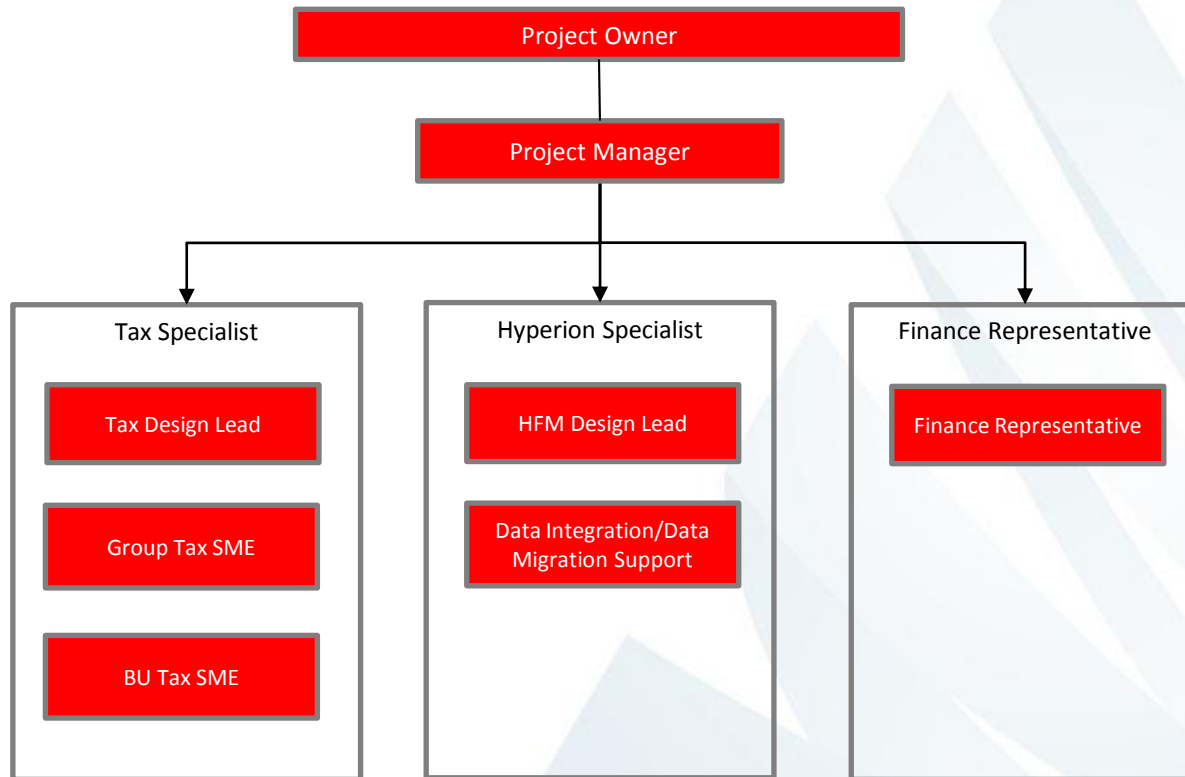 Project Owner
Project Manager
Tax Specialist
Tax Design Lead
Group Tax SME
BU Tax SME
Hyperion Specialist
HFM Design Lead
Data Integration/Data
Migration Support
Finance Representative
Finance Representative